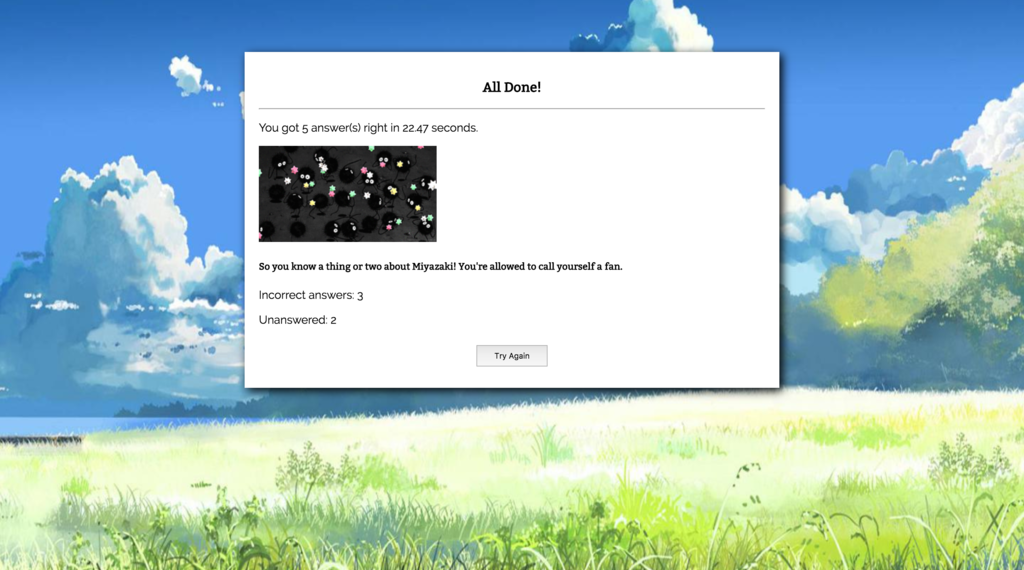 All Done!
You got 5 answer(s) right in 22.47 seconds.
So you know a thing or two about Miyazaki! You're allowed to call yourself a fan.
Incorrect answers: 3
Unanswered: 2
Try Again